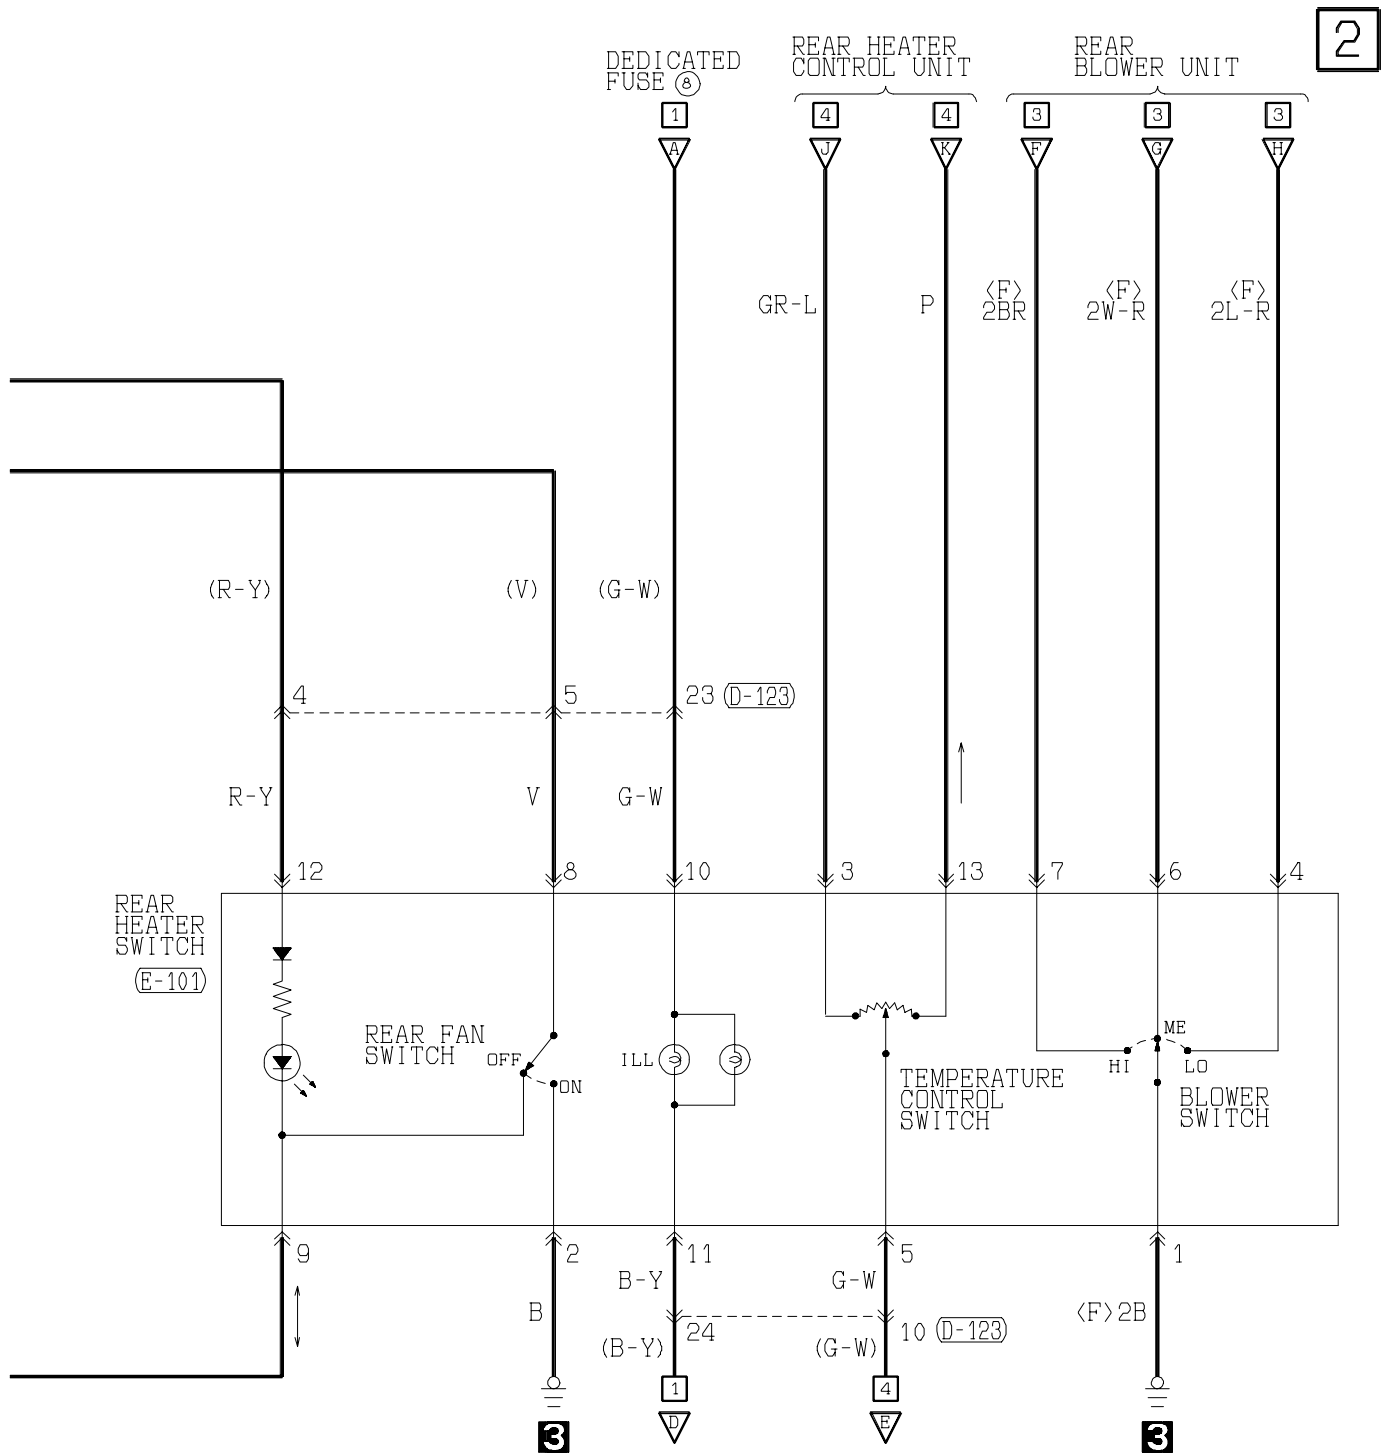 2
DEDICATED
FUSE 8
REAR HEATER
CONTROL UNIT
REAR
BLOWER UNIT
1
4
4
3
3
3
A
J
K
F
G
H
GR-L
P
<F>
2BR
<F>
2W-R
<F>
2L-R
(R-Y)
(V)
(G-W)
4
5
23
D-123
R-Y
V
G-W
12
8
10
3
13
7
6
4
REAR
HEATER
SWITCH
E-101
REAR FAN
SWITCH
OFF
ON
ILL
TEMPERATURE
CONTROL
SWITCH
ME
HI
LO
BLOWER
SWITCH
9
2
11
5
1
B-Y
G-W
B
<F>2B
24
10
D-123
(B-Y)
(G-W)
1
4
D
E
3
3